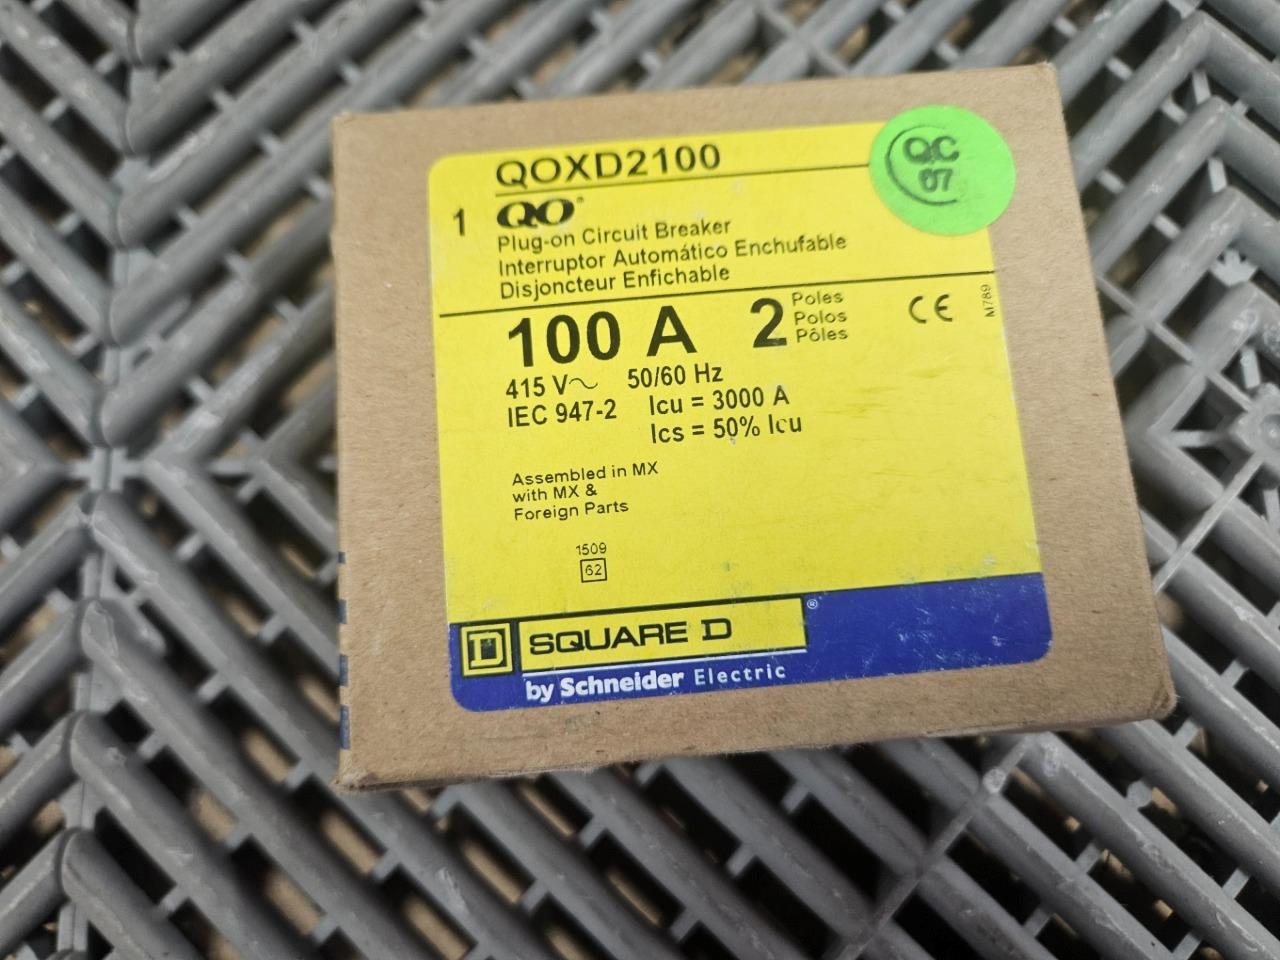 QOXD2100
1 QO®
Plug-on Circuit Breaker
Interruptor Automático Enchufable
Disjoncteur Enfichable
QC
07
100 A 2 Poles
Polos
Pôles
CE
M789
415 V~ 50/60 Hz
IEC 947-2 Icu = 3000 A
Ics = 50% Icu
Assembled in MX
with MX &
Foreign Parts
1509
62
D SQUARE D ®
by Schneider Electric